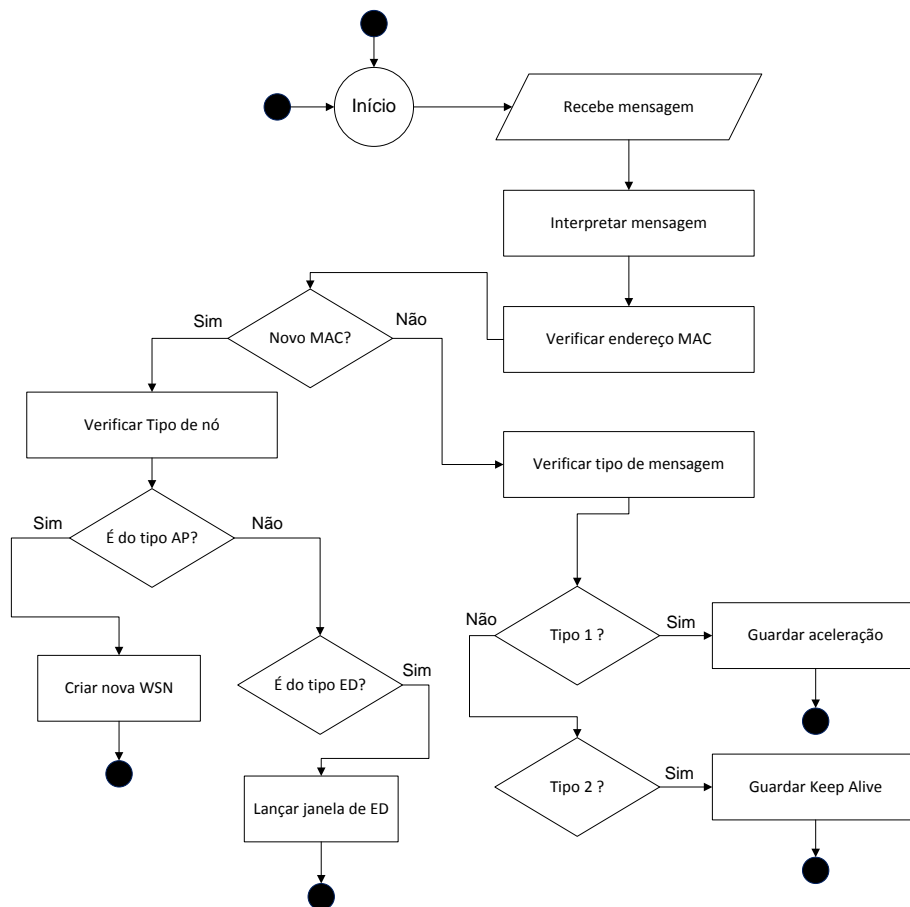 Início
Recebe mensagem
Interpretar mensagem
Verificar endereço MAC
Novo MAC?
Sim
Não
Verificar Tipo de nó
Verificar tipo de mensagem
É do tipo AP?
Sim
Não
Criar nova WSN
É do tipo ED?
Sim
Lançar janela de ED
Tipo 1 ?
Não
Sim
Guardar aceleração
Tipo 2 ?
Sim
Guardar Keep Alive